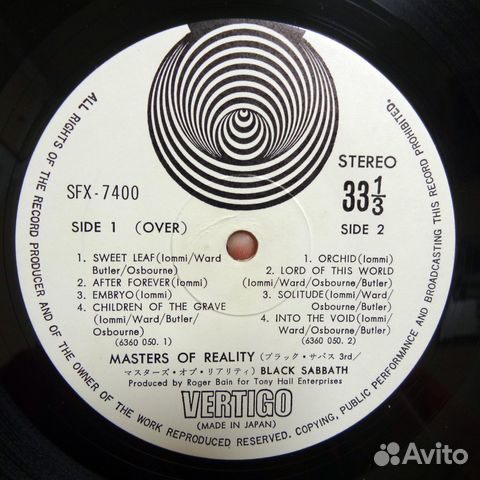 STEREO
SFX-7400
33 1/3
SIDE 1 (OVER)
SIDE 2
1. SWEET LEAF(Iommi/Ward
Butler/Osbourne)
2. AFTER FOREVER(Iommi)
3. EMBRYO(Iommi)
4. CHILDREN OF THE GRAVE
(Iommi/Ward/Butler/
Osbourne)
(6360 050. 1)
1. ORCHID(Iommi)
2. LORD OF THIS WORLD
(Iommi/Ward/Butler/Osbourne)
3. SOLITUDE(Iommi/Ward/
Osbourne/Butler)
4. INTO THE VOID(Iommi/
Ward/Osbourne/Butler)
(6360 050. 2)
MASTERS OF REALITY (ブラック・サバス 3rd/
マスターズ・オブ・リアリティ) BLACK SABBATH
Produced by Roger Bain for Tony Hall Enterprises
VERTIGO
(MADE IN JAPAN)
ALL RIGHTS OF THE RECORD PRODUCER AND OF THE OWNER OF THE WORK REPRODUCED RESERVED. COPYING, PUBLIC PERFORMANCE AND BROADCASTING THIS RECORD PROHIBITED.
Avito